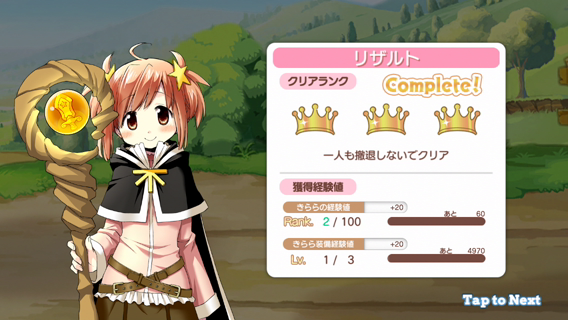 リザルト
クリアランク
Complete!
一人も撤退しないでクリア
獲得経験値
きららの経験値 +20
Rank. 2 / 100 あと 60
きらら装備経験値 +20
Lv. 1 / 3 あと 4970
Tap to Next